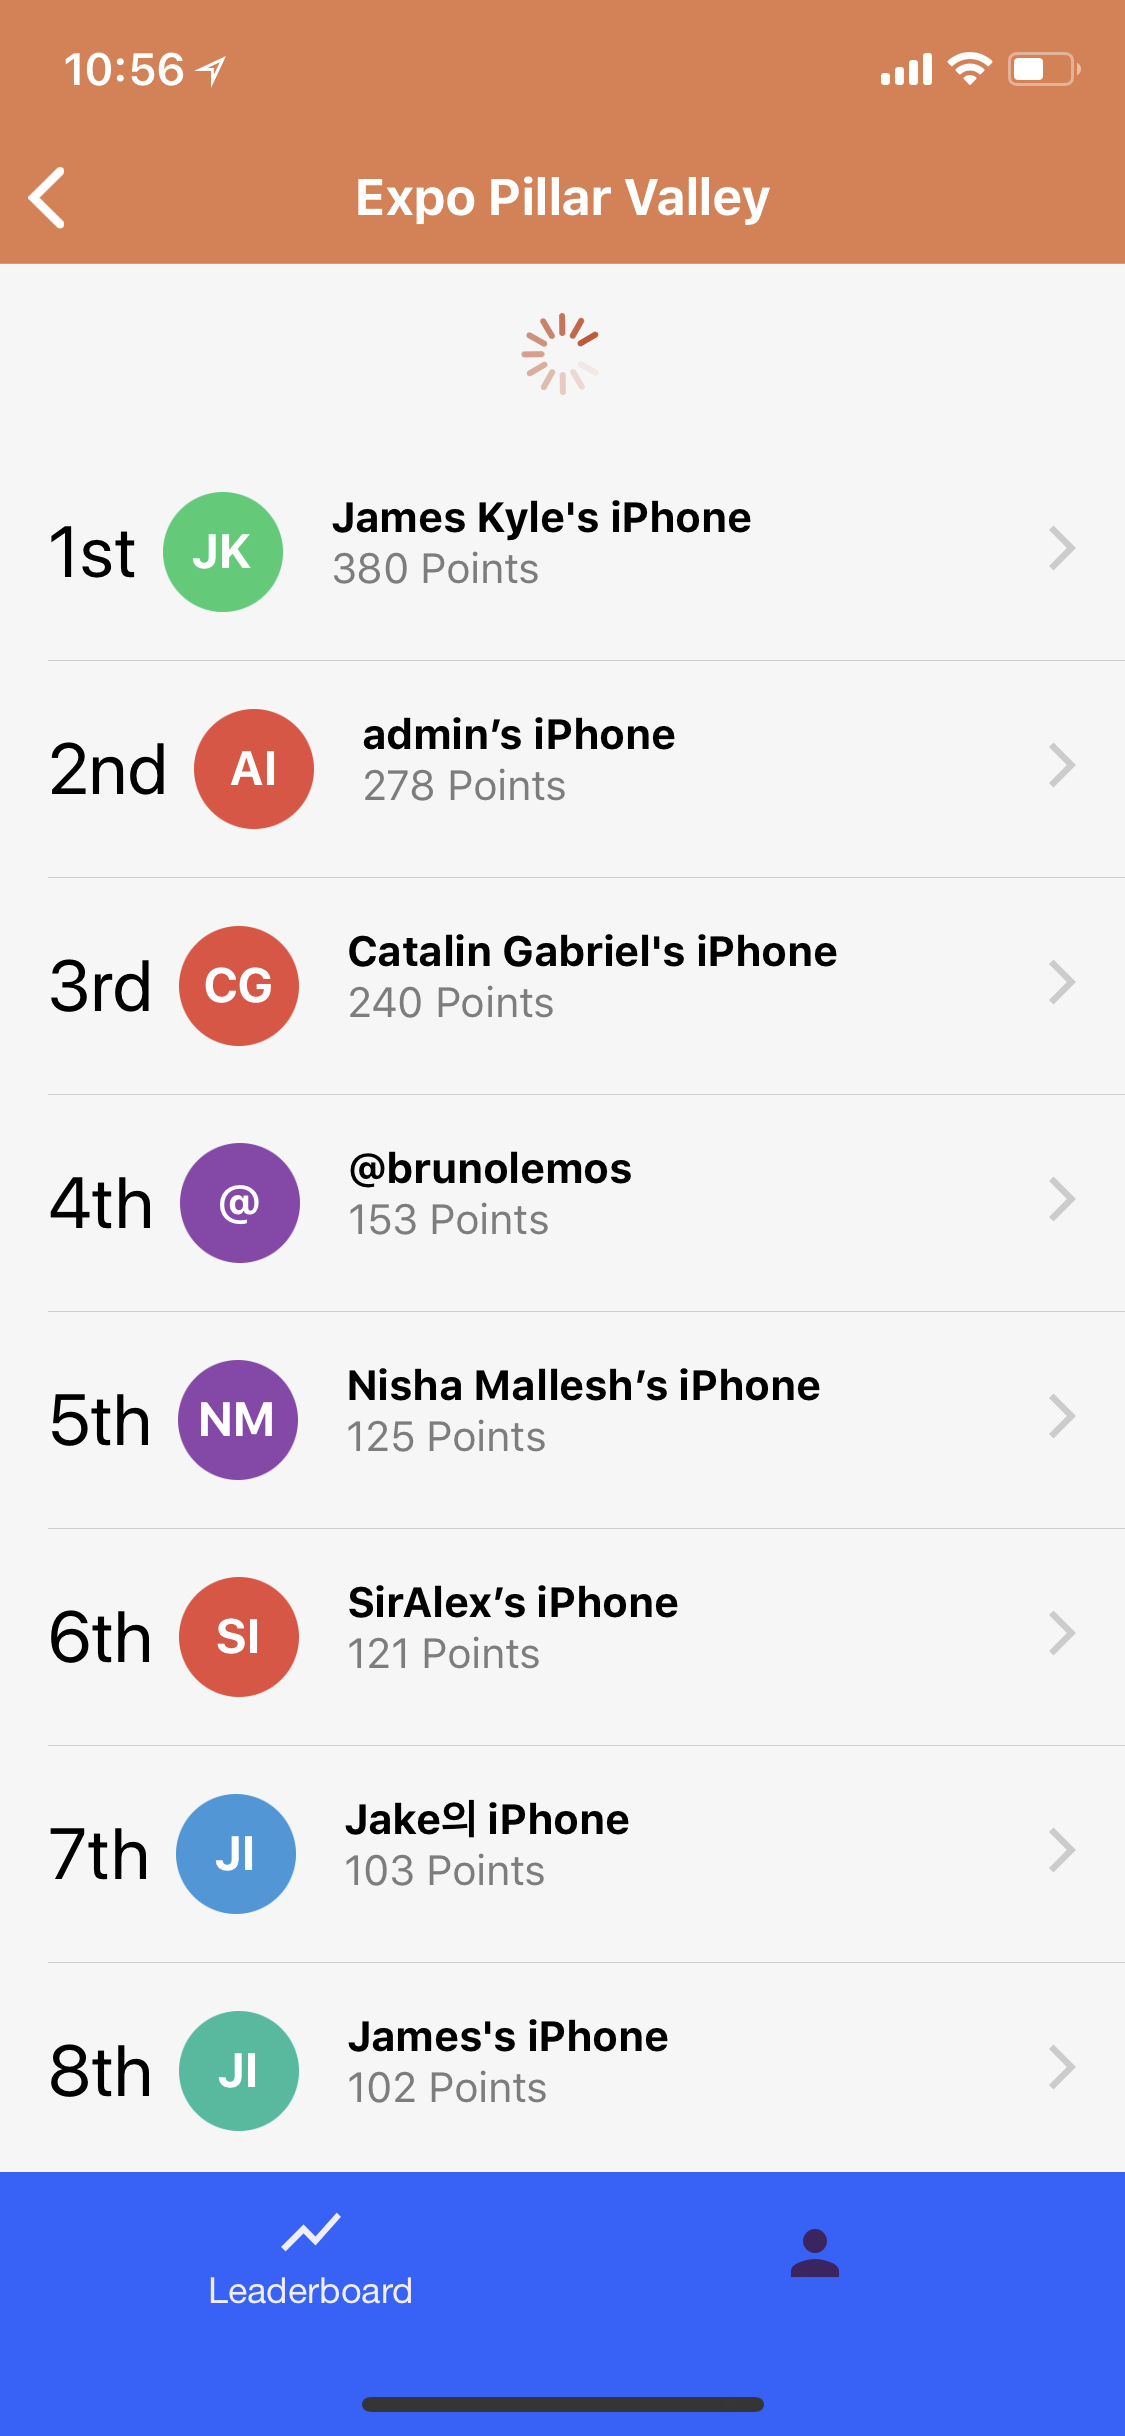 10:56
Expo Pillar Valley
1st
JK
James Kyle's iPhone
380 Points
2nd
AI
admin’s iPhone
278 Points
3rd
CG
Catalin Gabriel's iPhone
240 Points
4th
@
@brunolemos
153 Points
5th
NM
Nisha Mallesh’s iPhone
125 Points
6th
SI
SirAlex’s iPhone
121 Points
7th
JI
Jake의 iPhone
103 Points
8th
JI
James's iPhone
102 Points
Leaderboard